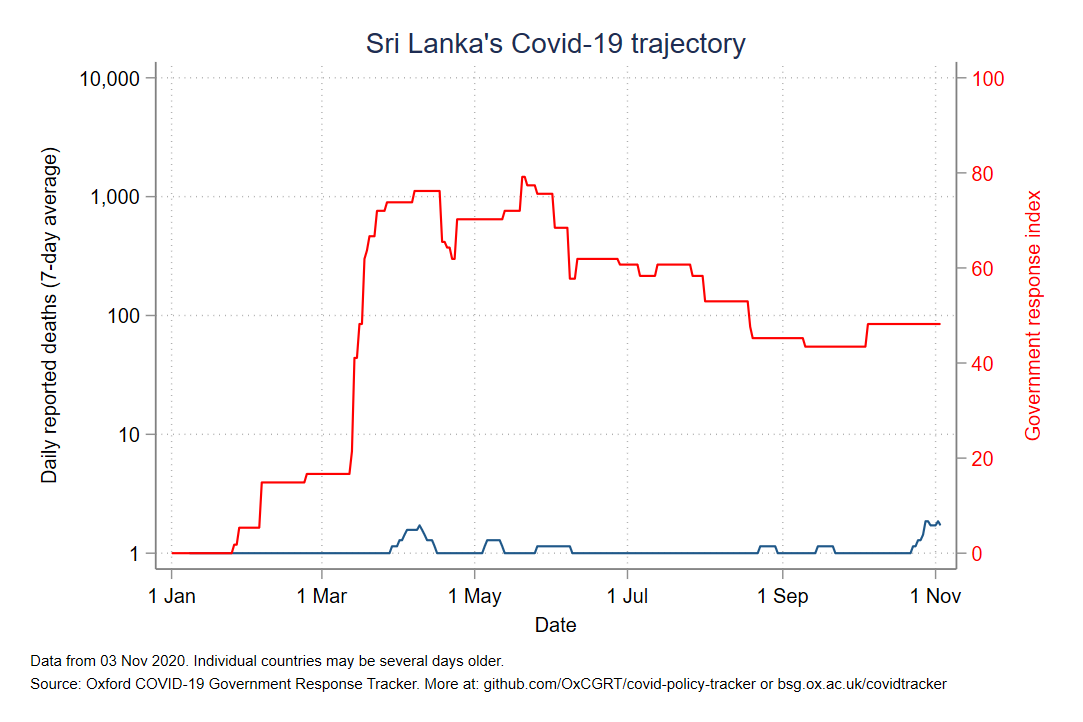 Sri Lanka's Covid-19 trajectory
10,000
1,000
100
10
1
Daily reported deaths (7-day average)
100
80
60
40
20
0
Government response index
1 Jan
1 Mar
1 May
1 Jul
1 Sep
1 Nov
Date
Data from 03 Nov 2020. Individual countries may be several days older.
Source: Oxford COVID-19 Government Response Tracker. More at: github.com/OxCGRT/covid-policy-tracker or bsg.ox.ac.uk/covidtracker